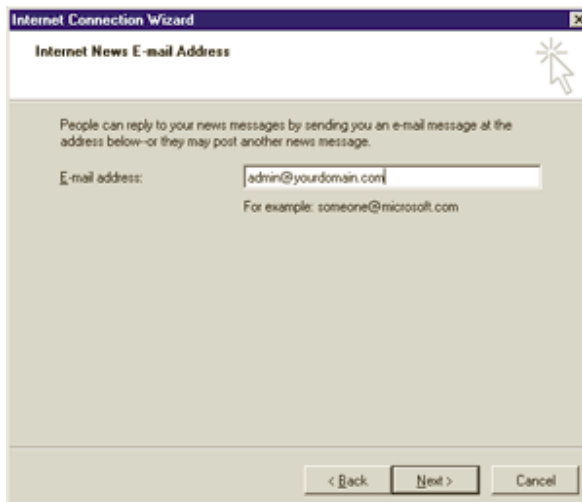 Internet Connection Wizard
Internet News E-mail Address
People can reply to your news messages by sending you an e-mail message at the
address below--or they may post another news message.
E-mail address:
admin@yourdomain.com
For example: someone@microsoft.com
< Back
Next >
Cancel